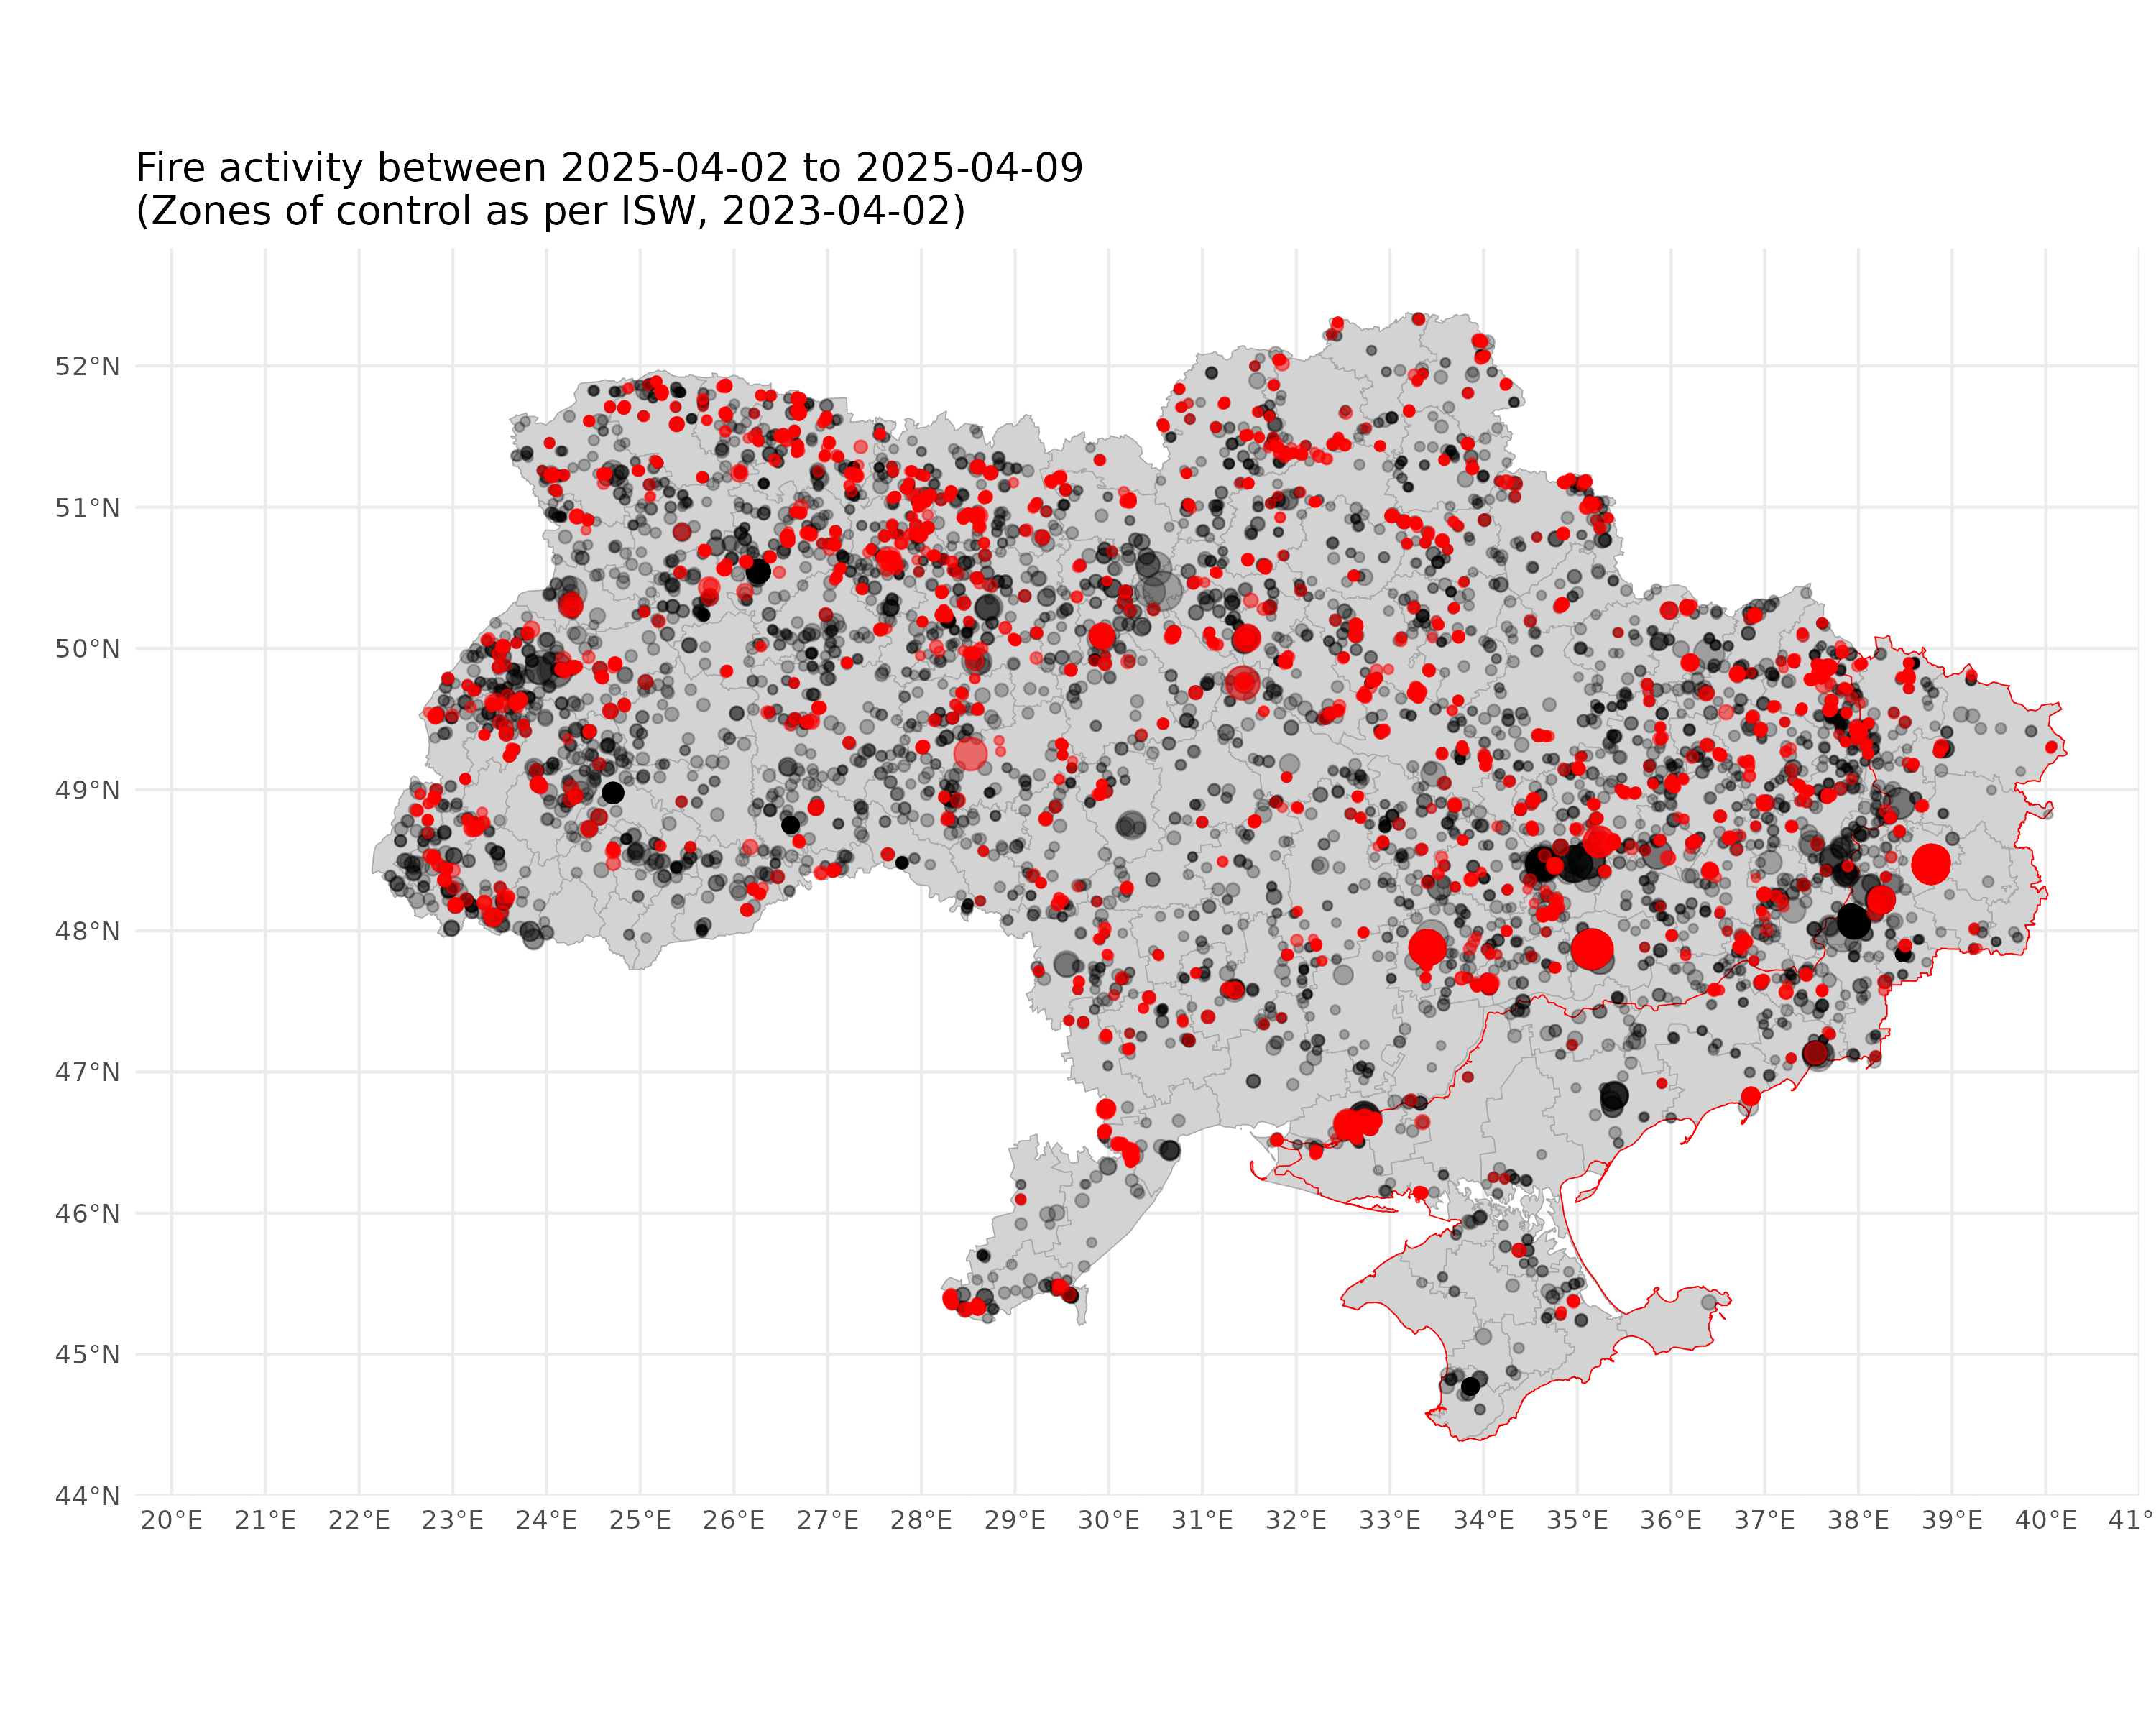 Fire activity between 2025-04-02 to 2025-04-09
(Zones of control as per ISW, 2023-04-02)
52°N
51°N
50°N
49°N
48°N
47°N
46°N
45°N
44°N
20°E 21°E 22°E 23°E 24°E 25°E 26°E 27°E 28°E 29°E 30°E 31°E 32°E 33°E 34°E 35°E 36°E 37°E 38°E 39°E 40°E 41°